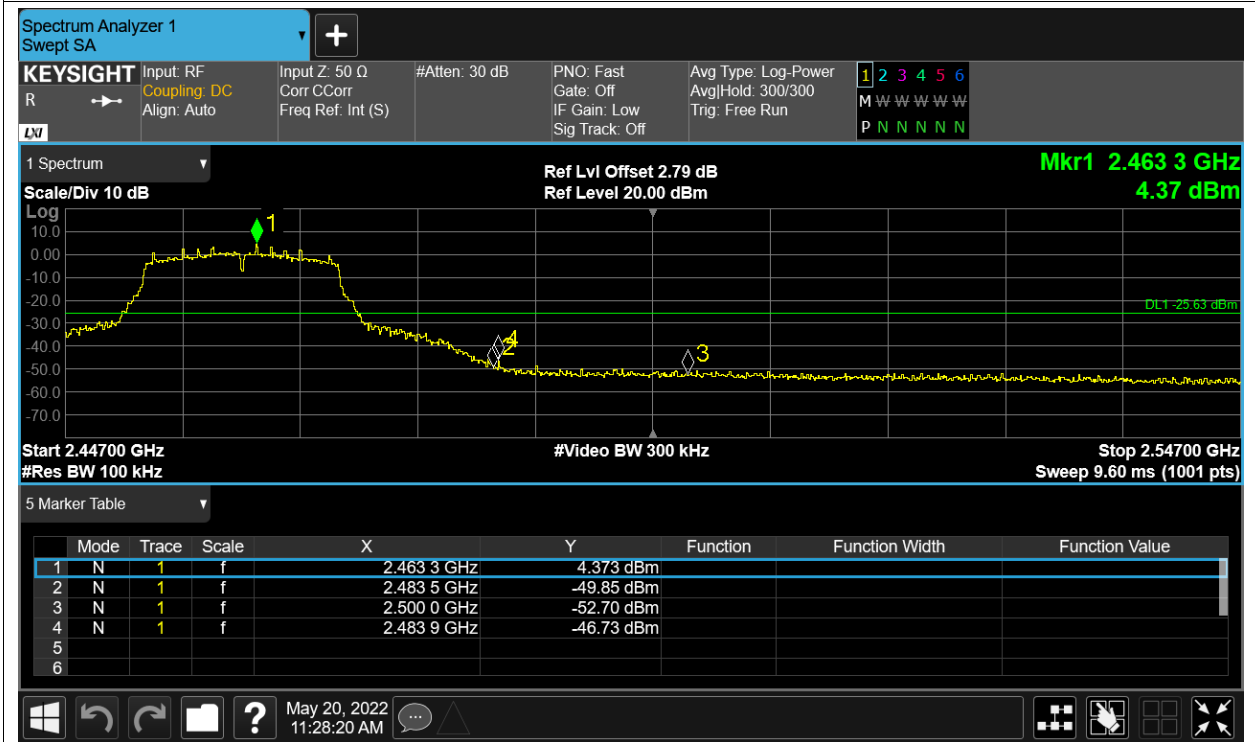 Spectrum Analyzer 1
Swept SA
+
KEYSIGHT
R
LXI
Input: RF
Coupling: DC
Align: Auto
Input Z: 50 Ω
Corr CCorr
Freq Ref: Int (S)
#Atten: 30 dB
PNO: Fast
Gate: Off
IF Gain: Low
Sig Track: Off
Avg Type: Log-Power
Avg|Hold: 300/300
Trig: Free Run
1 2 3 4 5 6
M W W W W W
P N N N N N
1 Spectrum
Scale/Div 10 dB
Ref Lvl Offset 2.79 dB
Ref Level 20.00 dBm
Mkr1 2.463 3 GHz
4.37 dBm
Log
10.0
0.00
-10.0
-20.0
-30.0
-40.0
-50.0
-60.0
-70.0
1
2
4
3
DL1 -25.63 dBm
Start 2.44700 GHz
#Res BW 100 kHz
#Video BW 300 kHz
Stop 2.54700 GHz
Sweep 9.60 ms (1001 pts)
5 Marker Table
Mode Trace Scale X Y Function Function Width Function Value
1 N 1 f 2.463 3 GHz 4.373 dBm
2 N 1 f 2.483 5 GHz -49.85 dBm
3 N 1 f 2.500 0 GHz -52.70 dBm
4 N 1 f 2.483 9 GHz -46.73 dBm
5
6
?
May 20, 2022
11:28:20 AM